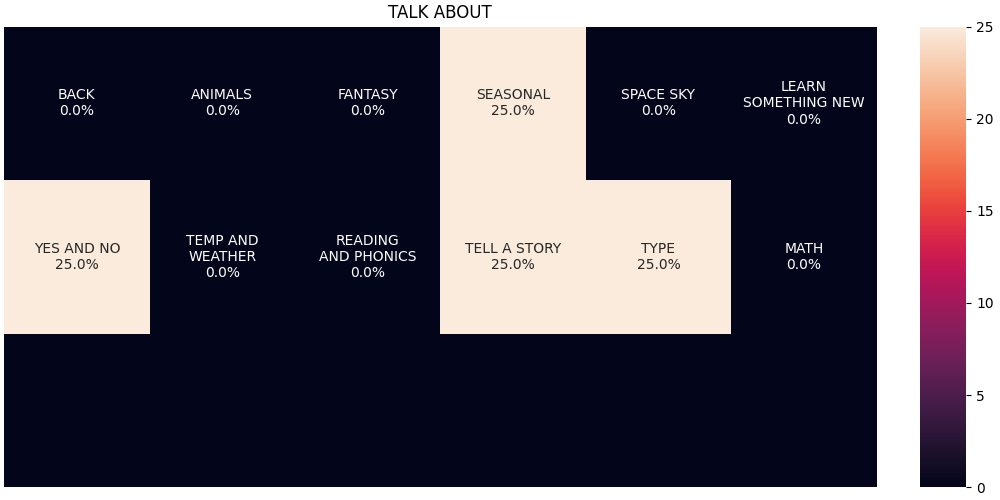 TALK ABOUT
BACK
0.0%
ANIMALS
0.0%
FANTASY
0.0%
SEASONAL
25.0%
SPACE SKY
0.0%
LEARN
SOMETHING NEW
0.0%
YES AND NO
25.0%
TEMP AND
WEATHER
0.0%
READING
AND PHONICS
0.0%
TELL A STORY
25.0%
TYPE
25.0%
MATH
0.0%
25
20
15
10
5
0